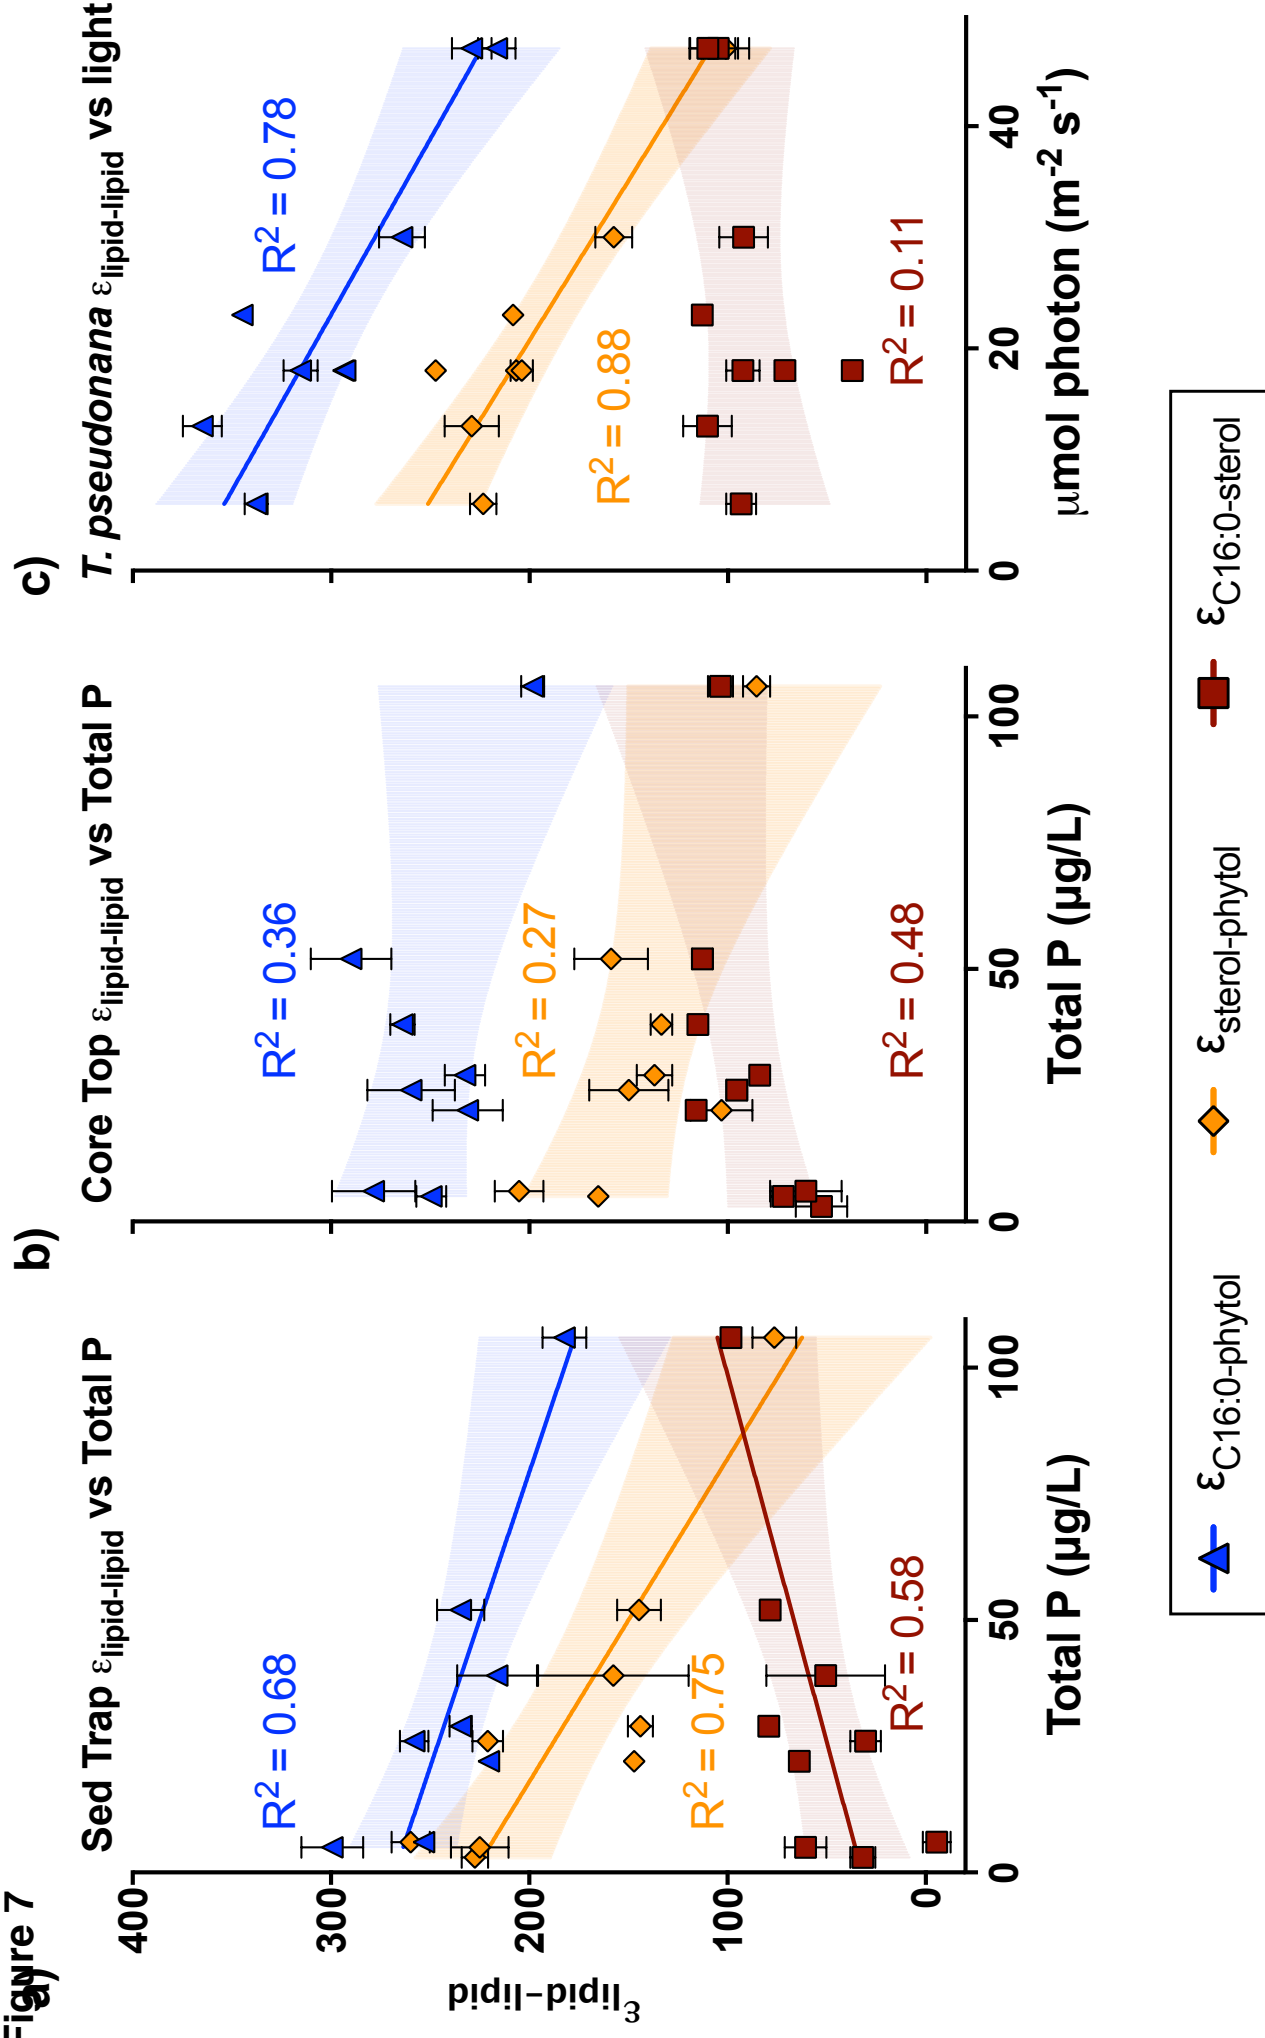 Figure 7
a)
Sed Trap εlipid-lipid vs Total P
R2 = 0.68
R2 = 0.75
R2 = 0.58
εlipid-lipid
400
300
200
100
0
0
50
100
Total P (µg/L)
b)
Core Top εlipid-lipid vs Total P
R2 = 0.36
R2 = 0.27
R2 = 0.48
0
50
100
Total P (µg/L)
c)
T. pseudonana εlipid-lipid vs light
R2 = 0.78
R2 = 0.88
R2 = 0.11
0
20
40
µmol photon (m-2 s-1)
εC16:0-phytol
εsterol-phytol
εC16:0-sterol